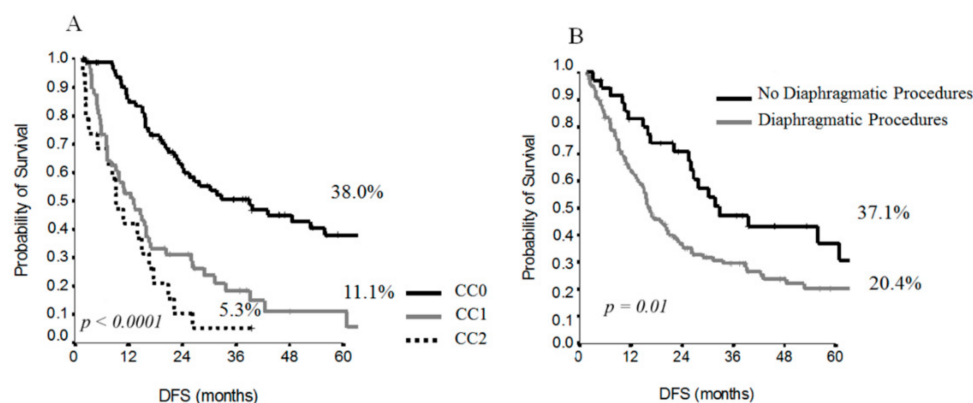 A
Probability of Survival
1.0
0.9
0.8
0.7
0.6
0.5
0.4
0.3
0.2
0.1
0.0
38.0%
11.1%
5.3%
p < 0.0001
CC0
CC1
CC2
0 12 24 36 48 60
DFS (months)
B
Probability of Survival
1.0
0.9
0.8
0.7
0.6
0.5
0.4
0.3
0.2
0.1
0.0
No Diaphragmatic Procedures
Diaphragmatic Procedures
37.1%
20.4%
p = 0.01
0 12 24 36 48 60
DFS (months)